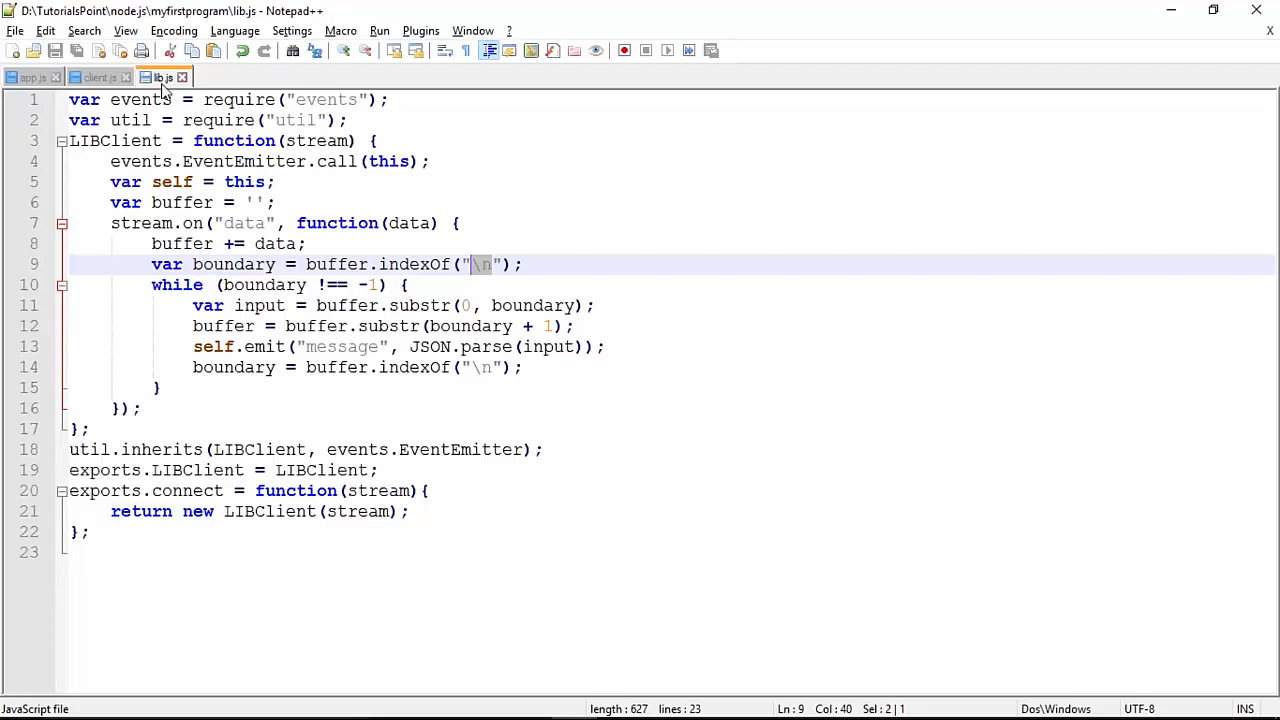 D:\TutorialsPoint\node.js\myfirstprogram\lib.js - Notepad++
File Edit Search View Encoding Language Settings Macro Run Plugins Window ? X
app.js client.js lib.js
1 var events = require("events");
2 var util = require("util");
3 LIBClient = function(stream) {
4 events.EventEmitter.call(this);
5 var self = this;
6 var buffer = '';
7 stream.on("data", function(data) {
8 buffer += data;
9 var boundary = buffer.indexOf("\n");
10 while (boundary !== -1) {
11 var input = buffer.substr(0, boundary);
12 buffer = buffer.substr(boundary + 1);
13 self.emit("message", JSON.parse(input));
14 boundary = buffer.indexOf("\n");
15 }
16 });
17 };
18 util.inherits(LIBClient, events.EventEmitter);
19 exports.LIBClient = LIBClient;
20 exports.connect = function(stream){
21 return new LIBClient(stream);
22 };
23
JavaScript file length : 627 lines : 23 Ln : 9 Col : 40 Sel : 2 | 1 Dos\Windows UTF-8 INS